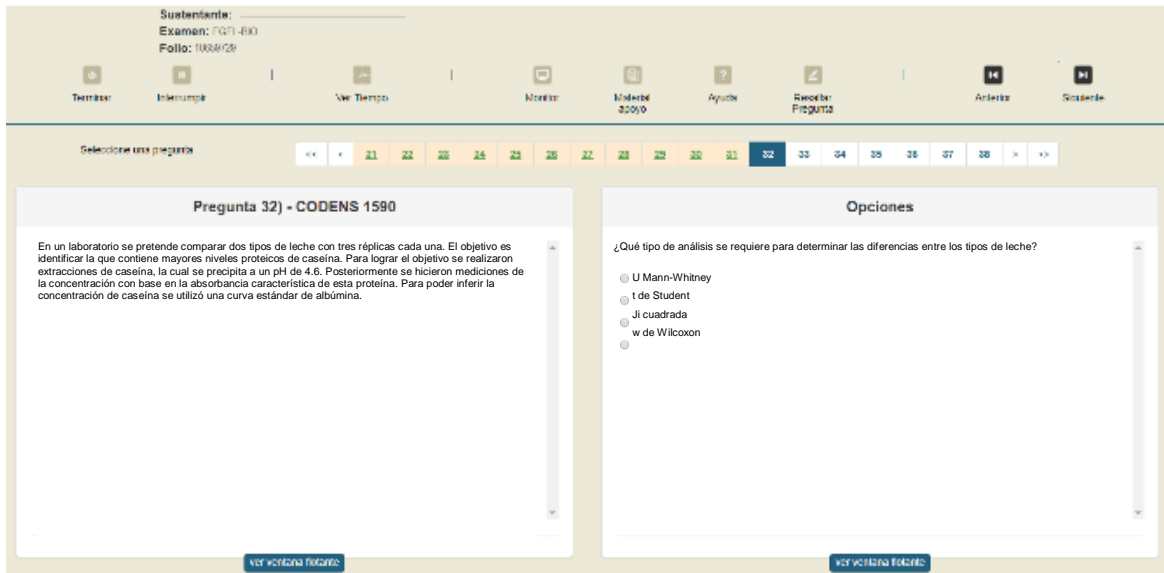 Sustentante:
Examen: EGEL-BIO
Folio:
Terminar
Interrumpir
Ver Tiempo
Monitor
Material apoyo
Ayuda
Resaltar Pregunta
Anterior
Siguiente
Seleccione una pregunta
<< < 21 22 23 24 25 26 27 28 29 30 31 32 33 34 35 36 37 38 > >>
Pregunta 32) - CODENS 1590
En un laboratorio se pretende comparar dos tipos de leche con tres réplicas cada una. El objetivo es
identificar la que contiene mayores niveles proteicos de caseína. Para lograr el objetivo se realizaron
extracciones de caseína, la cual se precipita a un pH de 4.6. Posteriormente se hicieron mediciones de
la concentración con base en la absorbancia característica de esta proteína. Para poder inferir la
concentración de caseína se utilizó una curva estándar de albúmina.
ver ventana flotante
Opciones
¿Qué tipo de análisis se requiere para determinar las diferencias entre los tipos de leche?
U Mann-Whitney
t de Student
Ji cuadrada
w de Wilcoxon
ver ventana flotante